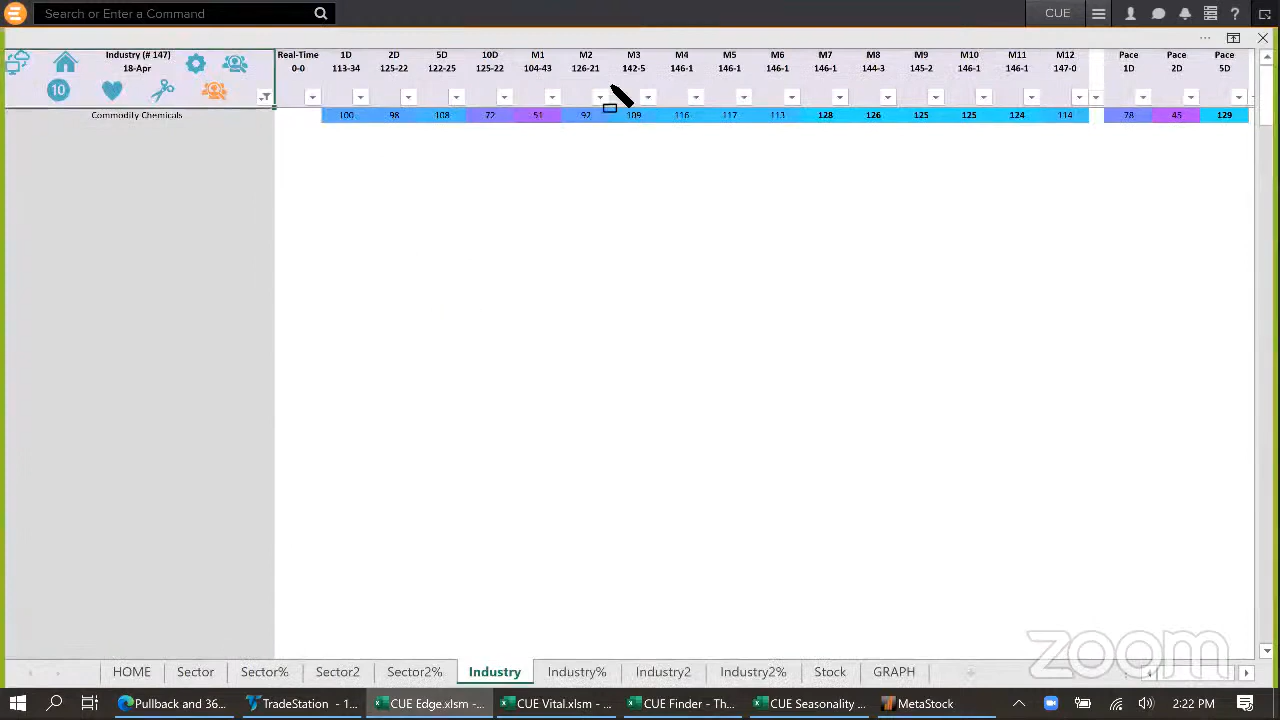 Search or Enter a Command CUE
Industry (# 147) Real-Time 1D 2D 5D 10D M1 M2 M3 M4 M5 M6 M7 M8 M9 M10 M11 M12 Pace Pace Pace
18-Apr 0-0 113-34 125-22 122-25 125-22 104-43 126-21 142-5 146-1 146-1 146-1 146-1 144-3 145-2 146-1 146-1 147-0 1D 2D 5D
10
Commodity Chemicals 100 98 108 72 51 92 109 116 117 113 128 126 125 125 124 114 78 45 129
zoom
HOME Sector Sector% Sector2 Sector2% Industry Industry% Industry2 Industry2% Stock GRAPH
Pullback and 36... TradeStation - 1... CUE Edge.xlsm -... CUE Vital.xlsm -... CUE Finder - Th... CUE Seasonality ... MetaStock 2:22 PM